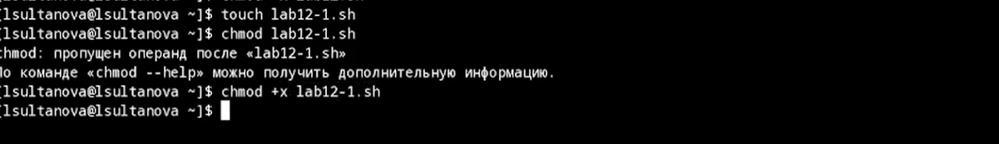 [lsultanova@lsultanova ~]$ touch lab12-1.sh
[lsultanova@lsultanova ~]$ chmod lab12-1.sh
chmod: пропущен операнд после «lab12-1.sh»
По команде «chmod --help» можно получить дополнительную информацию.
[lsultanova@lsultanova ~]$ chmod +x lab12-1.sh
[lsultanova@lsultanova ~]$